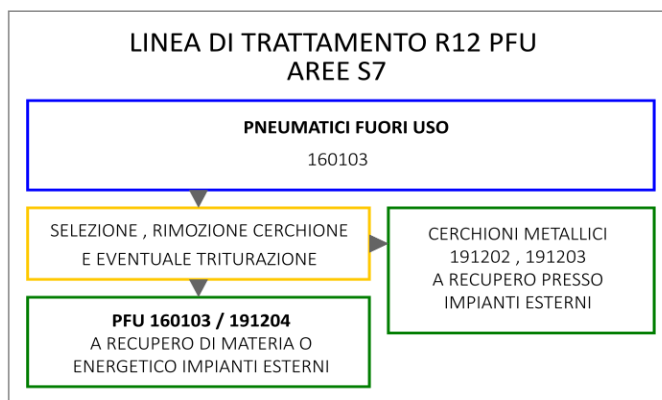 LINEA DI TRATTAMENTO R12 PFU
AREE S7
PNEUMATICI FUORI USO
160103
SELEZIONE , RIMOZIONE CERCHIONE
E EVENTUALE TRITURAZIONE
CERCHIONI METALLICI
191202 , 191203
A RECUPERO PRESSO
IMPIANTI ESTERNI
PFU 160103 / 191204
A RECUPERO DI MATERIA O
ENERGETICO IMPIANTI ESTERNI